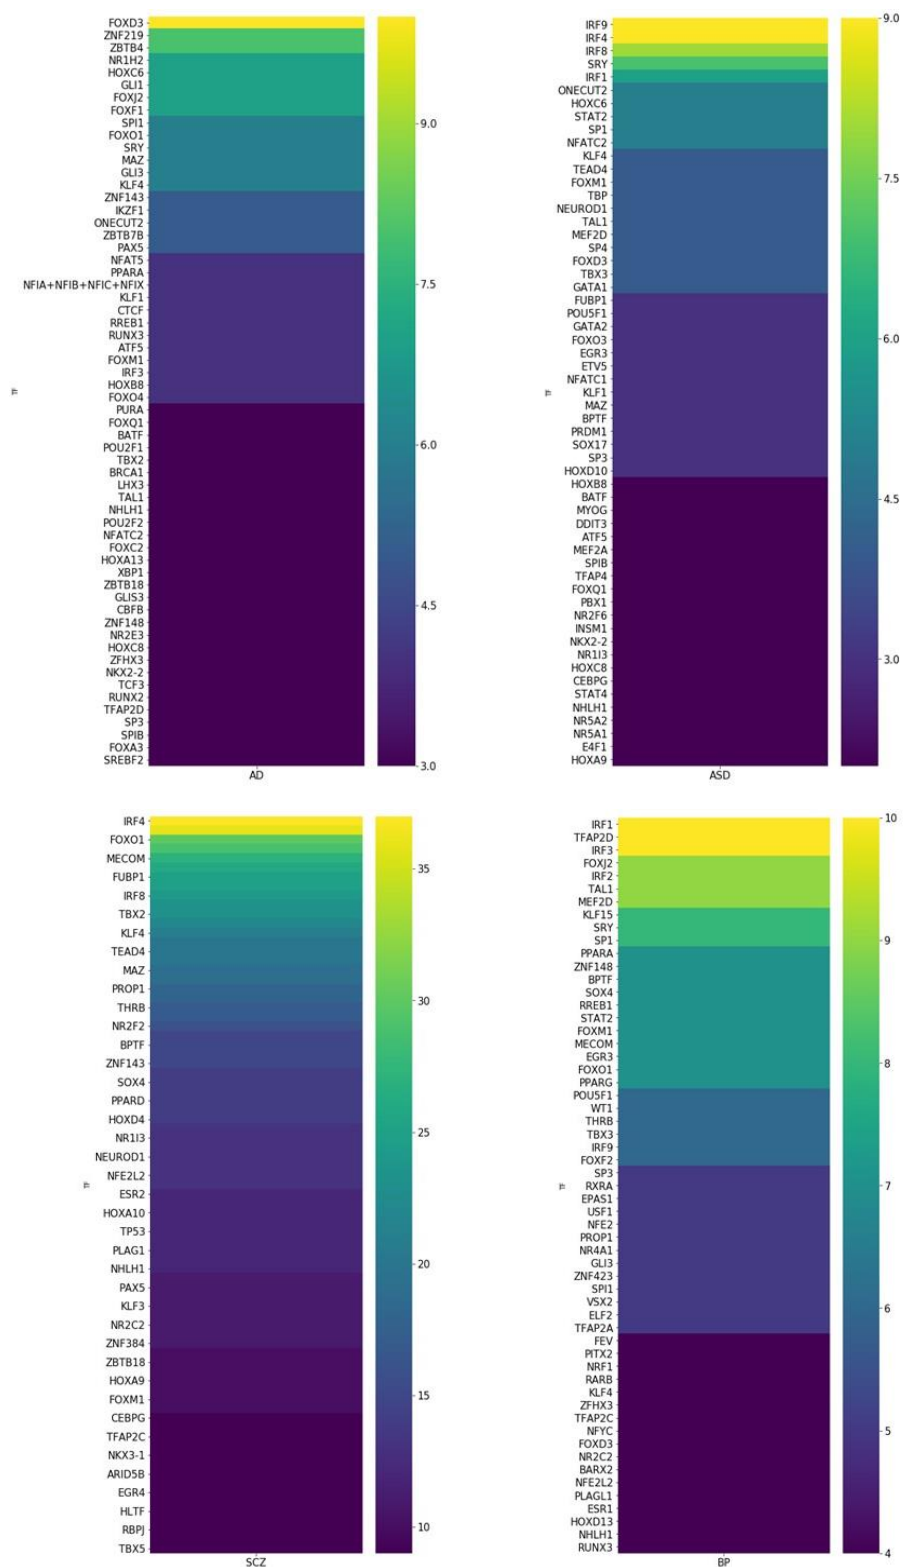 FOXD3
ZNF219
ZBTB4
NR1H2
HOXC6
GLI1
FOXJ2
FOXF1
SPI1
FOXO1
SRY
MAZ
GLI3
KLF4
ZNF143
IKZF1
ONECUT2
ZBTB7B
PAX5
NFAT5
PPARA
NFIA+NFIB+NFIC+NFIX
KLF1
CTCF
RREB1
RUNX3
ATF5
FOXM1
IRF3
HOXB8
FOXO4
PURA
FOXQ1
BATF
POU2F1
TBX2
BRCA1
LHX3
TAL1
NHLH1
POU2F2
NFATC2
FOXC2
HOXA13
XBP1
ZBTB18
GLIS3
CBFB
ZNF148
NR2E3
HOXC8
ZFHX3
NKX2-2
TCF3
RUNX2
TFAP2D
SP3
SPIB
FOXA3
SREBF2
TF
AD
9.0
7.5
6.0
4.5
3.0
IRF9
IRF4
IRF8
SRY
IRF1
ONECUT2
HOXC6
STAT2
SP1
NFATC2
KLF4
TEAD4
FOXM1
TBP
NEUROD1
TAL1
MEF2D
SP4
FOXD3
TBX3
GATA1
FUBP1
POU5F1
GATA2
FOXO3
EGR3
ETV5
NFATC1
KLF1
MAZ
BPTF
PRDM1
SOX17
SP3
HOXD10
HOXB8
BATF
MYOG
DDIT3
ATF5
MEF2A
SPIB
TFAP4
FOXQ1
PBX1
NR2F6
INSM1
NKX2-2
NR1I3
HOXC8
CEBPG
STAT4
NHLH1
NR5A2
NR5A1
E4F1
HOXA9
TF
ASD
9.0
7.5
6.0
4.5
3.0
IRF4
FOXO1
MECOM
FUBP1
IRF8
TBX2
KLF4
TEAD4
MAZ
PROP1
THRB
NR2F2
BPTF
ZNF143
SOX4
PPARD
HOXD4
NR1I3
NEUROD1
NFE2L2
ESR2
HOXA10
TP53
PLAG1
NHLH1
PAX5
KLF3
NR2C2
ZNF384
ZBTB18
HOXA9
FOXM1
CEBPG
TFAP2C
NKX3-1
ARID5B
EGR4
HLTF
RBPJ
TBX5
TF
SCZ
35
30
25
20
15
10
IRF1
TFAP2D
IRF3
FOXJ2
IRF2
TAL1
MEF2D
KLF15
SRY
SP1
PPARA
ZNF148
BPTF
SOX4
RREB1
STAT2
FOXM1
MECOM
EGR3
FOXO1
PPARG
POU5F1
WT1
THRB
TBX3
IRF9
FOXF2
SP3
RXRA
EPAS1
USF1
NFE2
PROP1
NR4A1
GLI3
ZNF423
SPI1
VSX2
ELF2
TFAP2A
FEV
PITX2
NRF1
RARB
KLF4
ZFHX3
TFAP2C
NFYC
FOXD3
NR2C2
BARX2
NFE2L2
PLAGL1
ESR1
HOXD13
NHLH1
RUNX3
TF
BP
10
9
8
7
6
5
4